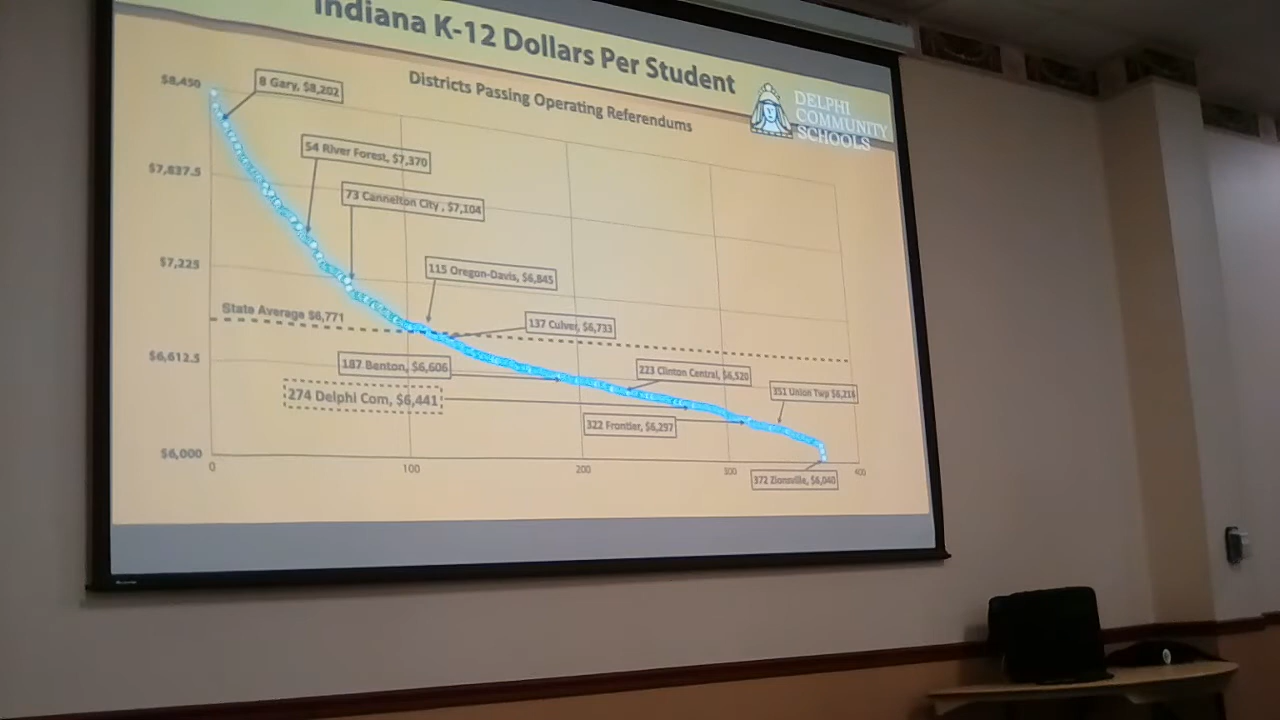 Indiana K-12 Dollars Per Student
Districts Passing Operating Referendums
DELPHI
COMMUNITY
SCHOOLS
$8,450
8 Gary, $8,202
54 River Forest, $7,370
$7,837.5
73 Cannelton City , $7,104
$7,225
115 Oregon-Davis, $6,845
State Average $6,771
137 Culver, $6,733
$6,612.5
187 Benton, $6,606
223 Clinton Central, $6,520
274 Delphi Com, $6,441
351 Union Twp $6,216
322 Frontier, $6,297
$6,000
0
100
200
300
400
372 Zionsville, $6,040